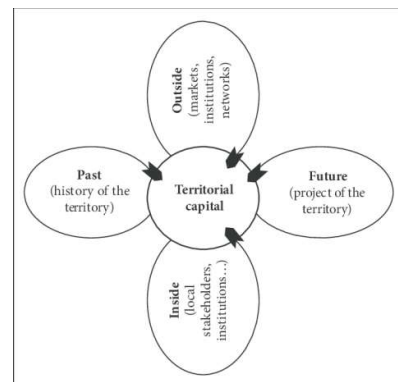 Outside
(markets,
institutions,
networks)
Past
(history of the
territory)
Territorial
capital
Future
(project of the
territory)
Inside
(local
stakeholders,
institutions...)